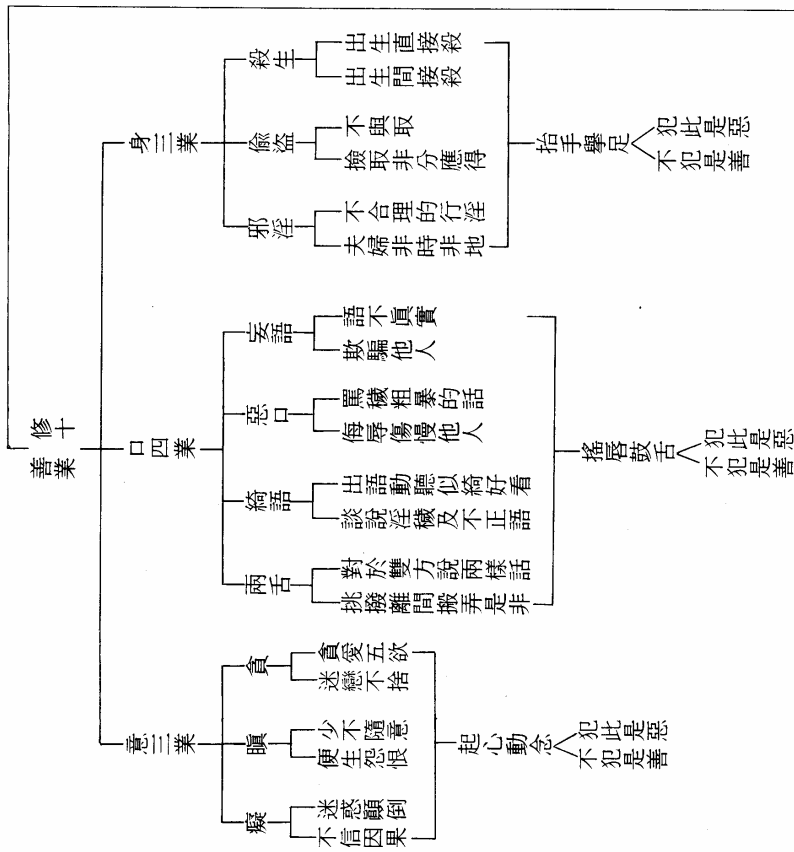 修十
善業
身三業
殺生
出生直接殺
出生間接殺
偸盜
不與取
撿取非分應得
邪淫
不合理的行淫
夫婦非時非地
抬手擧足
犯此是惡
不犯是善
口四業
妄語
語不眞實
欺騙他人
惡口
罵穢粗暴的話
侮辱傷慢他人
綺語
出語動聽似綺好看
談說淫穢及不正語
兩舌
對於雙方說兩樣話
挑撥離間搬弄是非
搖唇鼓舌
犯此是惡
不犯是善
意三業
貪
貪愛五欲
迷戀不捨
瞋
少不隨意
便生怨恨
癡
迷惑顚倒
不信因果
起心動念
犯此是惡
不犯是善